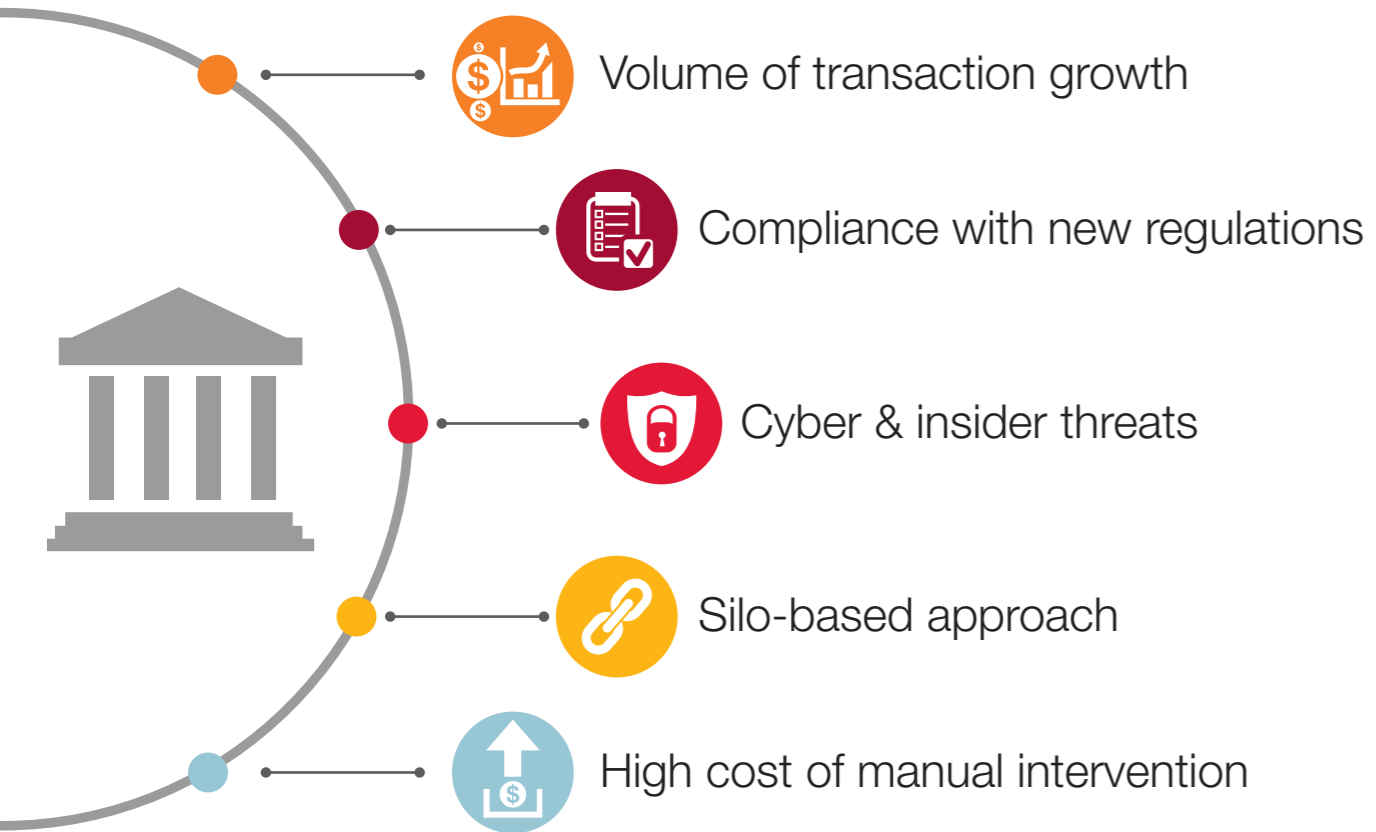 Volume of transaction growth
Compliance with new regulations
Cyber & insider threats
Silo-based approach
High cost of manual intervention